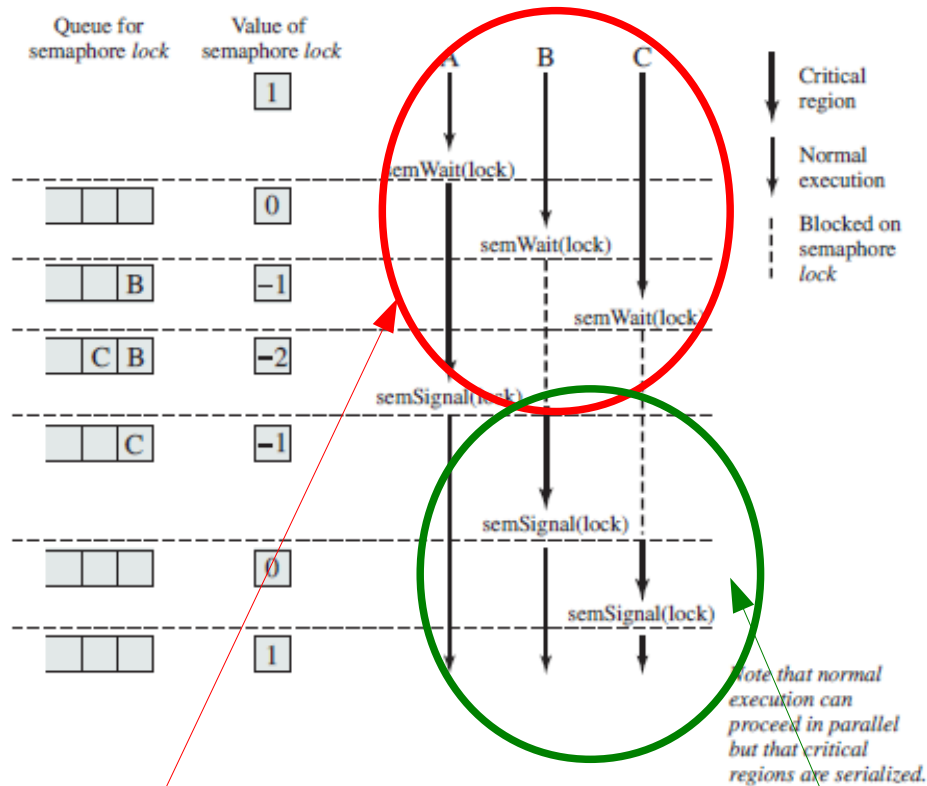 Queue for
semaphore lock
Value of
semaphore lock
A
B
C
1
Critical
region
Normal
execution
semWait(lock)
0
Blocked on
semaphore
lock
semWait(lock)
B
−1
semWait(lock)
C B
−2
semSignal(lock)
C
−1
semSignal(lock)
0
semSignal(lock)
1
Note that normal
execution can
proceed in parallel
but that critical
regions are serialized.